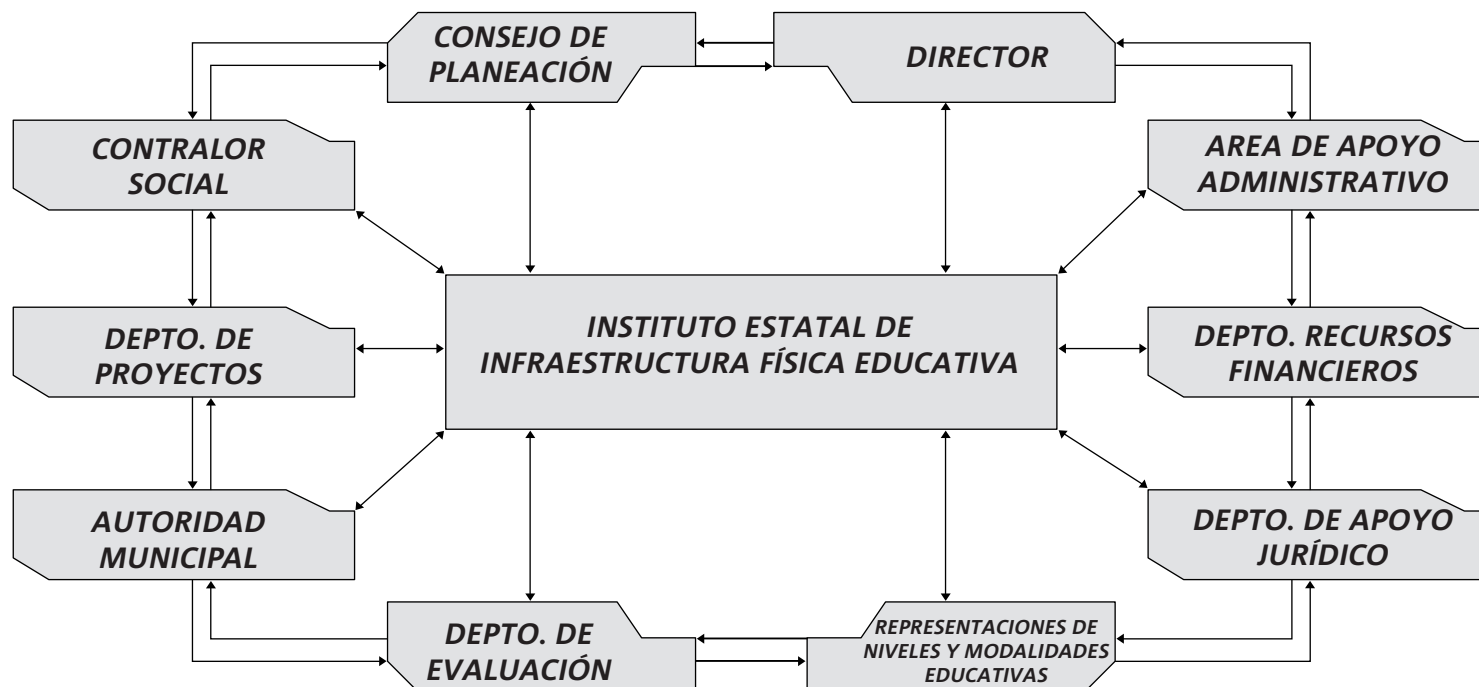 CONSEJO DE
PLANEACIÓN
DIRECTOR
CONTRALOR
SOCIAL
AREA DE APOYO
ADMINISTRATIVO
INSTITUTO ESTATAL DE
INFRAESTRUCTURA FÍSICA EDUCATIVA
DEPTO. DE
PROYECTOS
DEPTO. RECURSOS
FINANCIEROS
AUTORIDAD
MUNICIPAL
DEPTO. DE APOYO
JURÍDICO
DEPTO. DE
EVALUACIÓN
REPRESENTACIONES DE
NIVELES Y MODALIDADES
EDUCATIVAS